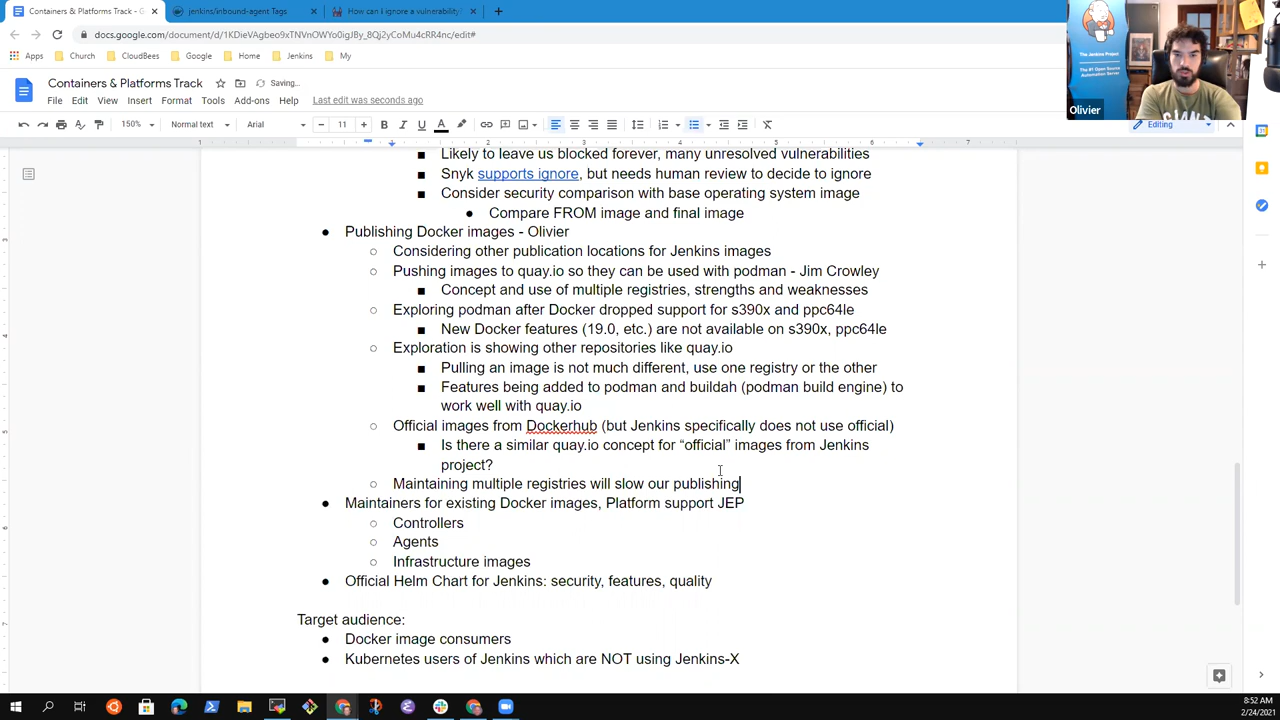 Containers & Platforms Track - G
jenkins/inbound-agent Tags
How can i ignore a vulnerability?
docs.google.com/document/d/1KDieVAgbeo9xTNVnOWYo0igJ8y_8Qj2yCoMu4cRR4nc/edit#
Apps
Church
CloudBees
Google
Home
Jenkins
My
The Jenkins Project
The #1 Open Source
Automation Server
Olivier
Containers & Platforms Track
Saving...
File
Edit
View
Insert
Format
Tools
Add-ons
Help
Last edit was seconds ago
150%
Normal text
Arial
11
Editing
Likely to leave us blocked forever, many unresolved vulnerabilities
Snyk supports ignore, but needs human review to decide to ignore
Consider security comparison with base operating system image
Compare FROM image and final image
Publishing Docker images - Olivier
Considering other publication locations for Jenkins images
Pushing images to quay.io so they can be used with podman - Jim Crowley
Concept and use of multiple registries, strengths and weaknesses
Exploring podman after Docker dropped support for s390x and ppc64le
New Docker features (19.0, etc.) are not available on s390x, ppc64le
Exploration is showing other repositories like quay.io
Pulling an image is not much different, use one registry or the other
Features being added to podman and buildah (podman build engine) to
work well with quay.io
Official images from Dockerhub (but Jenkins specifically does not use official)
Is there a similar quay.io concept for “official” images from Jenkins
project?
Maintaining multiple registries will slow our publishing
Maintainers for existing Docker images, Platform support JEP
Controllers
Agents
Infrastructure images
Official Helm Chart for Jenkins: security, features, quality
Target audience:
Docker image consumers
Kubernetes users of Jenkins which are NOT using Jenkins-X
8:52 AM
2/24/2021